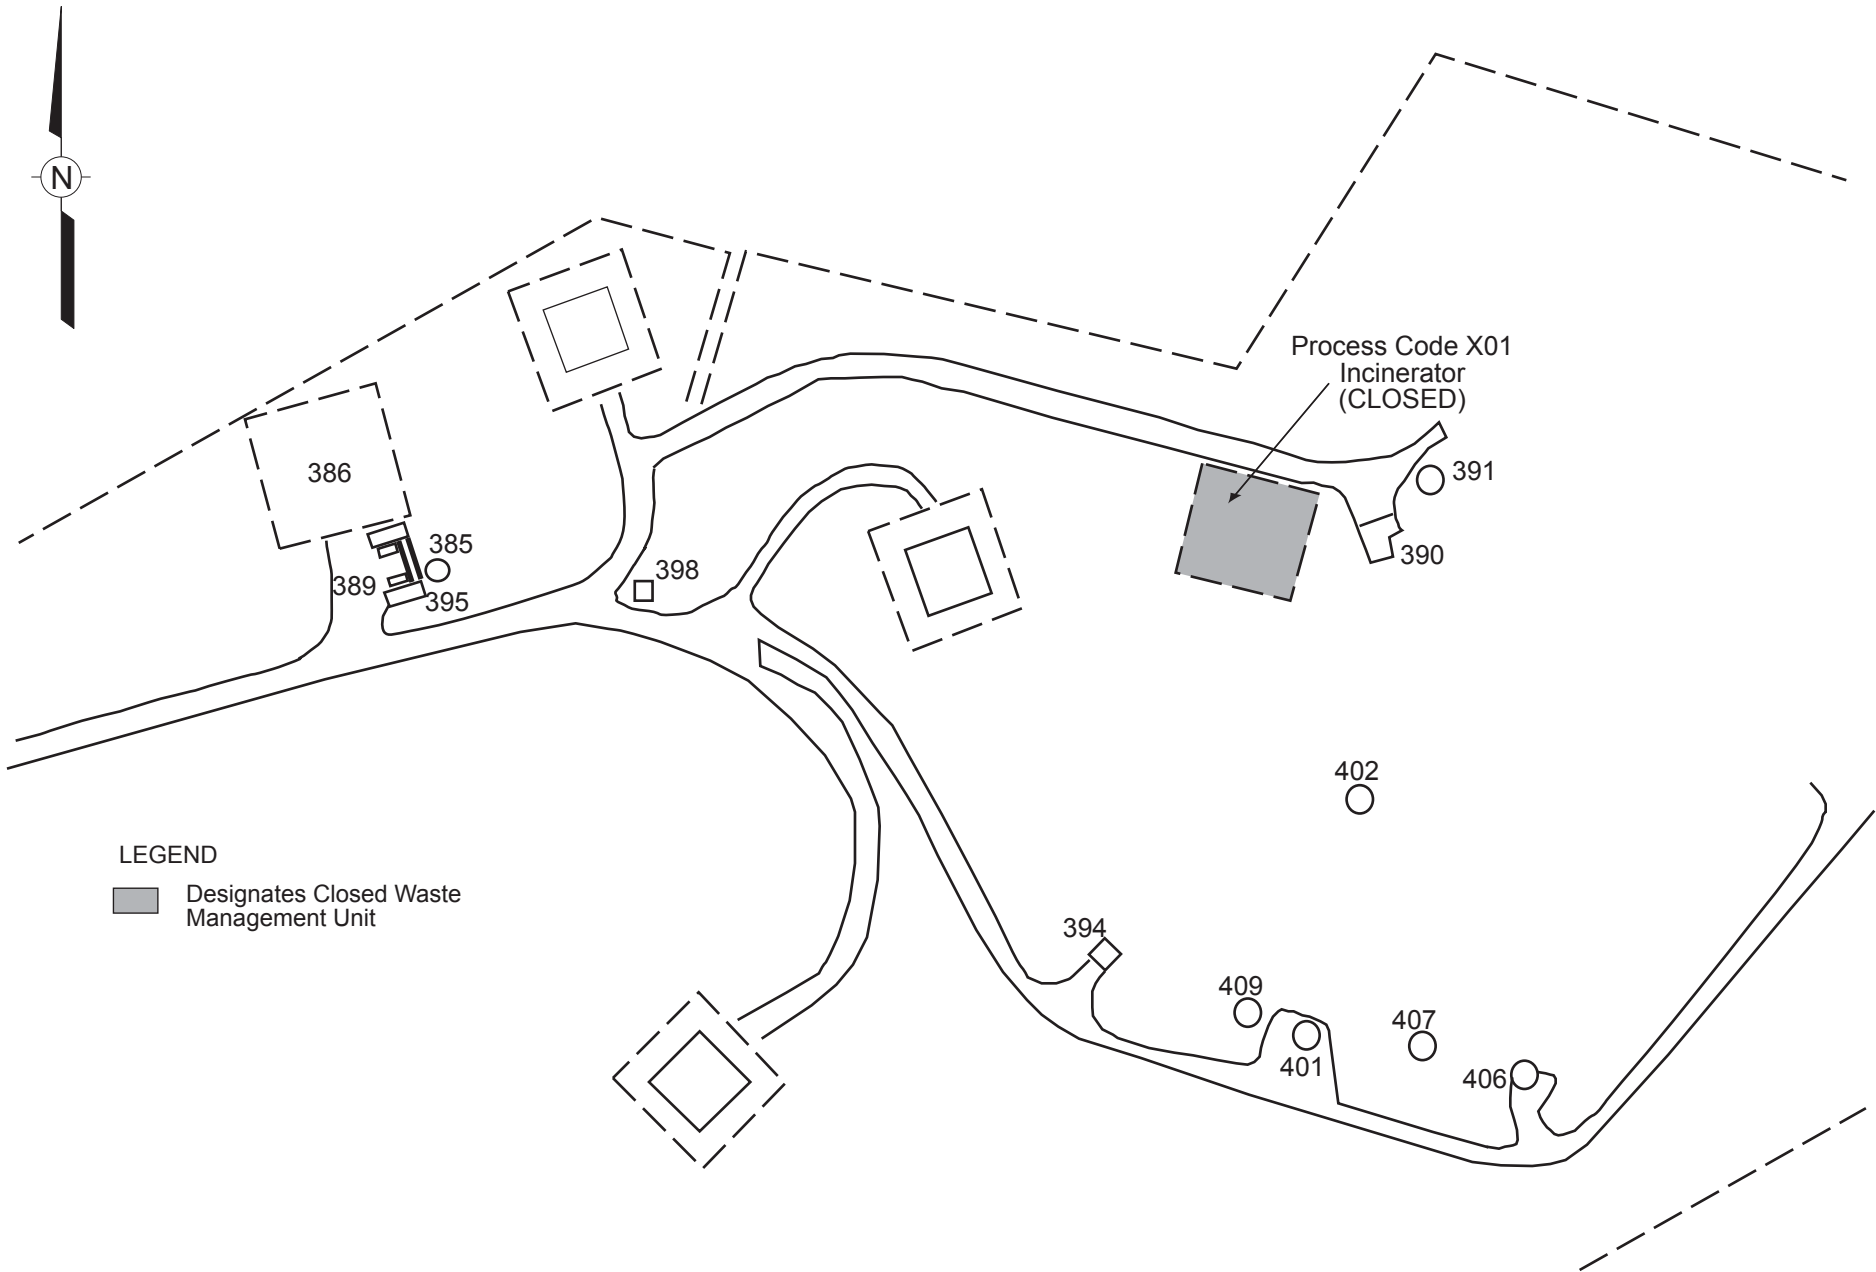 N
Process Code X01
Incinerator
(CLOSED)
391
386
385
390
398
389
395
402
LEGEND
Designates Closed Waste
Management Unit
394
409
407
401
406